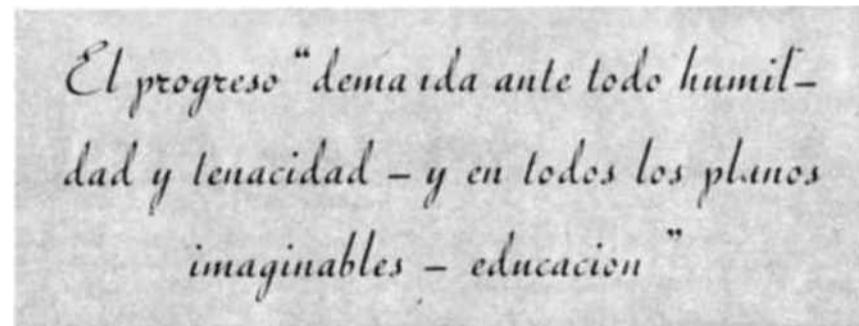 El progreso “demanda ante todo humil-
dad y tenacidad – y en todos los planos
imaginables – educacion”